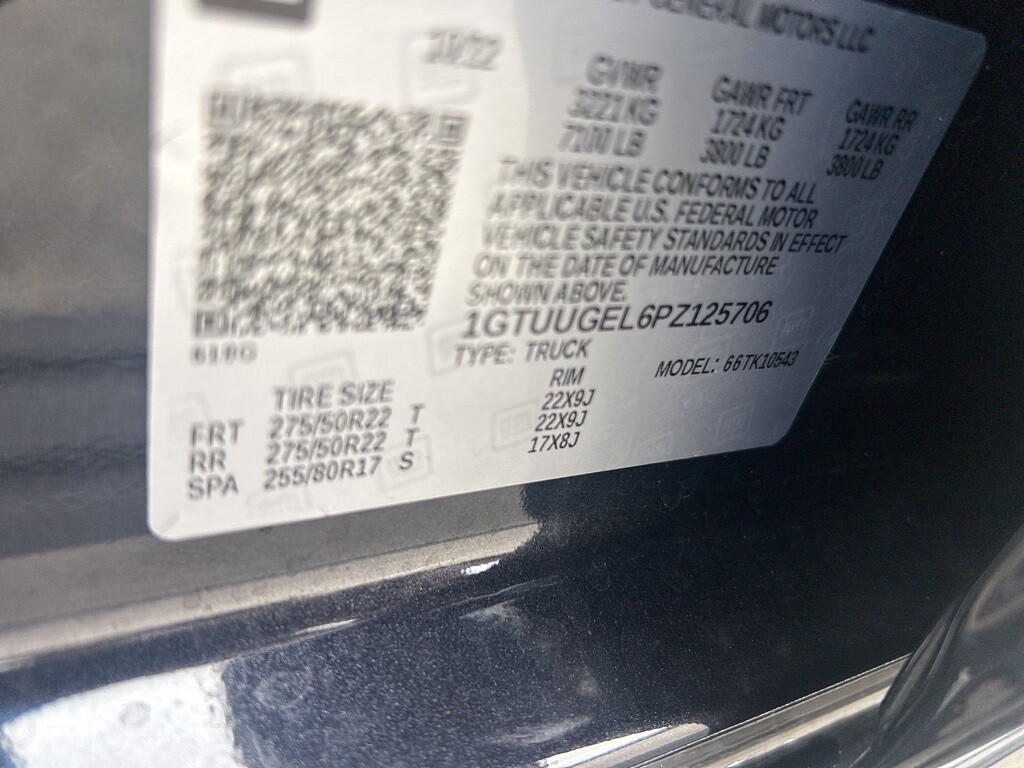 GENERAL MOTORS LLC
GVWR GAWR FRT GAWR RR
3221 KG 1724 KG 1724 KG
7100 LB 3800 LB 3800 LB
THIS VEHICLE CONFORMS TO ALL
APPLICABLE U.S. FEDERAL MOTOR
VEHICLE SAFETY STANDARDS IN EFFECT
ON THE DATE OF MANUFACTURE
SHOWN ABOVE.
1GTUUGEL6PZ125706
TYPE: TRUCK MODEL: 66TK10543
TIRE SIZE RIM
FRT 275/50R22 T 22X9J
RR 275/50R22 T 22X9J
SPA 255/80R17 S 17X8J